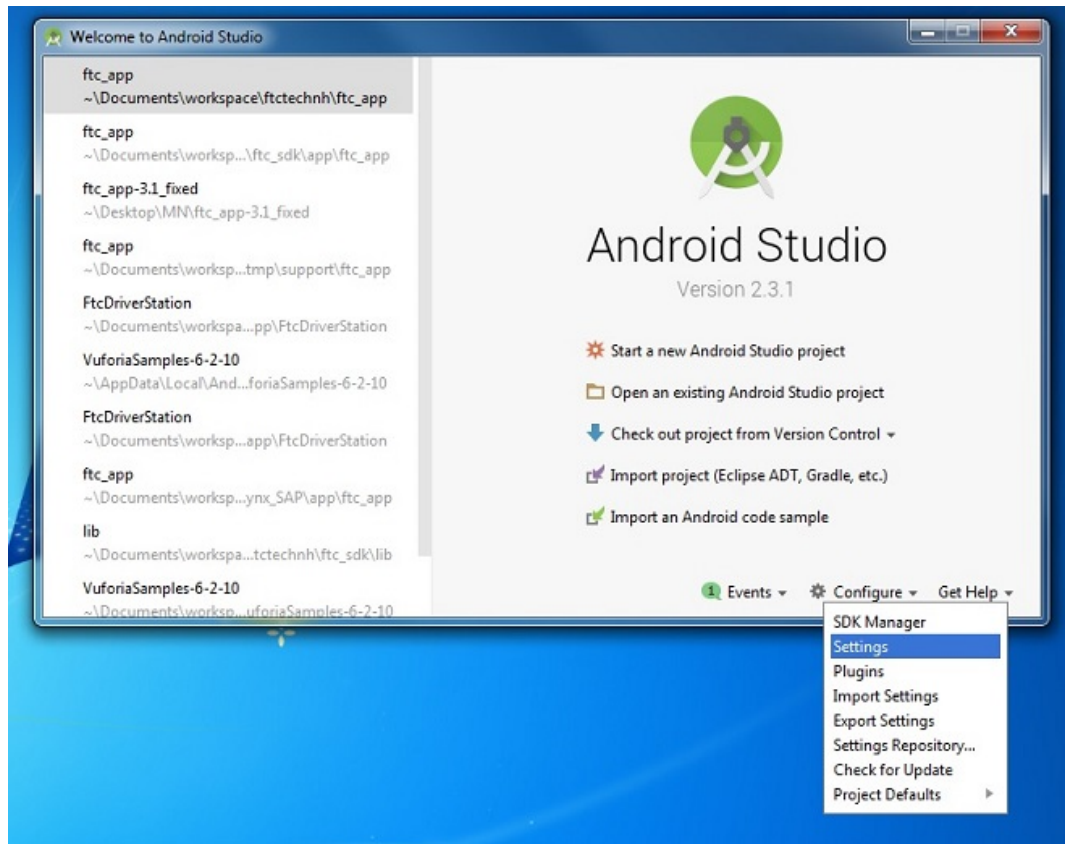 Welcome to Android Studio
ftc_app
~\Documents\workspace\ftctechnh\ftc_app
ftc_app
~\Documents\worksp...\ftc_sdk\app\ftc_app
ftc_app-3.1_fixed
~\Desktop\MN\ftc_app-3.1_fixed
ftc_app
~\Documents\worksp...tmp\support\ftc_app
FtcDriverStation
~\Documents\workspa...pp\FtcDriverStation
VuforiaSamples-6-2-10
~\AppData\Local\And...foriaSamples-6-2-10
FtcDriverStation
~\Documents\worksp...app\FtcDriverStation
ftc_app
~\Documents\worksp...ynx_SAP\app\ftc_app
lib
~\Documents\workspa...tctechnh\ftc_sdk\lib
VuforiaSamples-6-2-10
~\Documents\worksp...uforiaSamples-6-2-10
Android Studio
Version 2.3.1
Start a new Android Studio project
Open an existing Android Studio project
Check out project from Version Control
Import project (Eclipse ADT, Gradle, etc.)
Import an Android code sample
1 Events Configure Get Help
SDK Manager
Settings
Plugins
Import Settings
Export Settings
Settings Repository...
Check for Update
Project Defaults